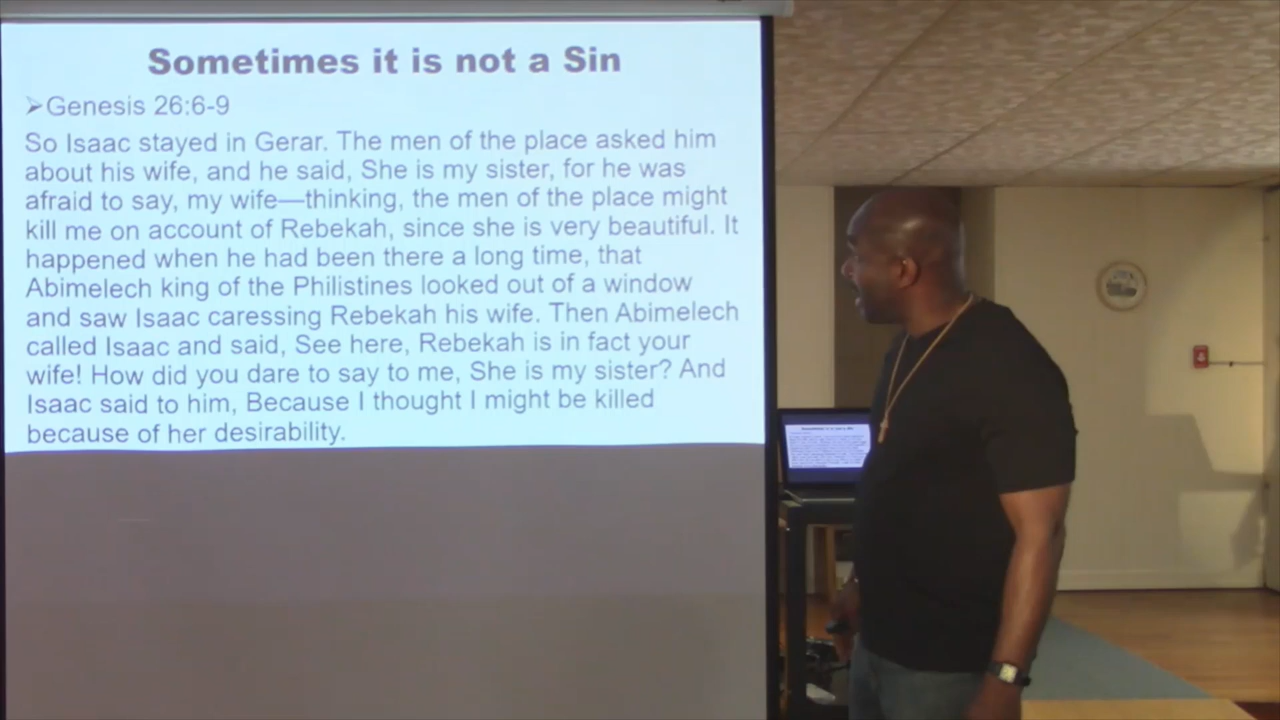 Sometimes it is not a Sin
➢Genesis 26:6-9
So Isaac stayed in Gerar. The men of the place asked him
about his wife, and he said, She is my sister, for he was
afraid to say, my wife—thinking, the men of the place might
kill me on account of Rebekah, since she is very beautiful. It
happened when he had been there a long time, that
Abimelech king of the Philistines looked out of a window
and saw Isaac caressing Rebekah his wife. Then Abimelech
called Isaac and said, See here, Rebekah is in fact your
wife! How did you dare to say to me, She is my sister? And
Isaac said to him, Because I thought I might be killed
because of her desirability.